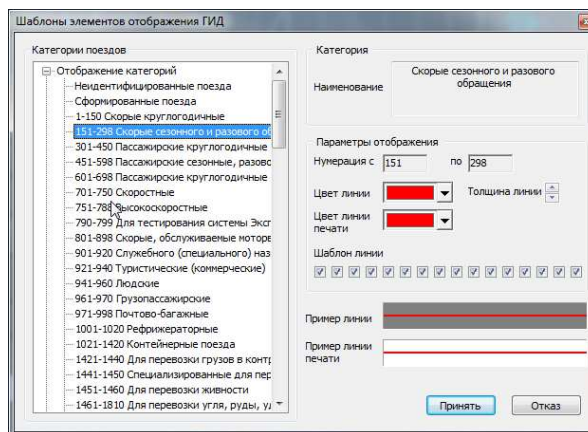 Шаблоны элементов отображения ГИД
Категории поездов
Отображение категорий
Неидентифицированные поезда
Сформированные поезда
1-150 Скорые круглогодичные
151-298 Скорые сезонного и разового об
301-450 Пассажирские круглогодичные
451-598 Пассажирские сезонные, разово
601-698 Пассажирские круглогодичные
701-750 Скоростные
751-788 Высокоскоростные
790-799 Для тестирования системы Эксп
801-898 Скорые, обслуживаемые моторв
901-920 Служебного (специального) наз
921-940 Туристические (коммерческие)
941-960 Людские
961-970 Грузопассажирские
971-998 Почтово-багажные
1001-1020 Рефрижераторные
1021-1420 Контейнерные поезда
1421-1440 Для перевозки грузов в контр
1441-1450 Специализированные для пер
1451-1460 Для перевозки живности
1461-1810 Для перевозки угля, руды, уд
Категория
Наименование
Скорые сезонного и разового
обращения
Параметры отображения
Нумерация с 151 по 298
Цвет линии
Толщина линии
Цвет линии
печати
Шаблон линии
Пример линии
Пример линии
печати
Принять
Отказ